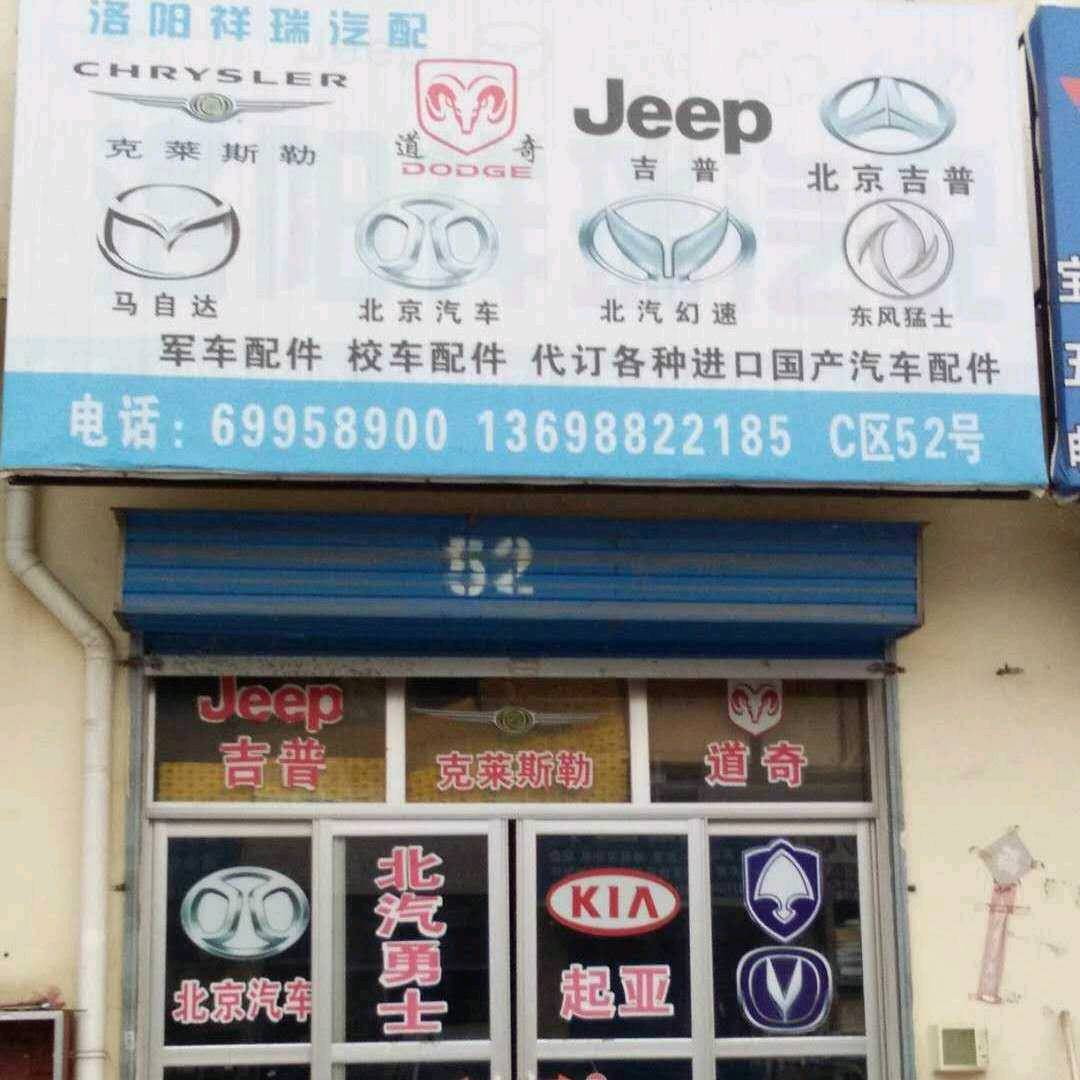 洛阳祥瑞汽配
CHRYSLER
克莱斯勒
道奇
DODGE
Jeep
吉普
北京吉普
马自达
北京汽车
北汽幻速
东风猛士
军车配件 校车配件 代订各种进口国产汽车配件
电话：69958900 13698822185 C区52号
宝
52
Jeep
吉普
克莱斯勒
道奇
北京汽车
北汽勇士
KIA
起亚